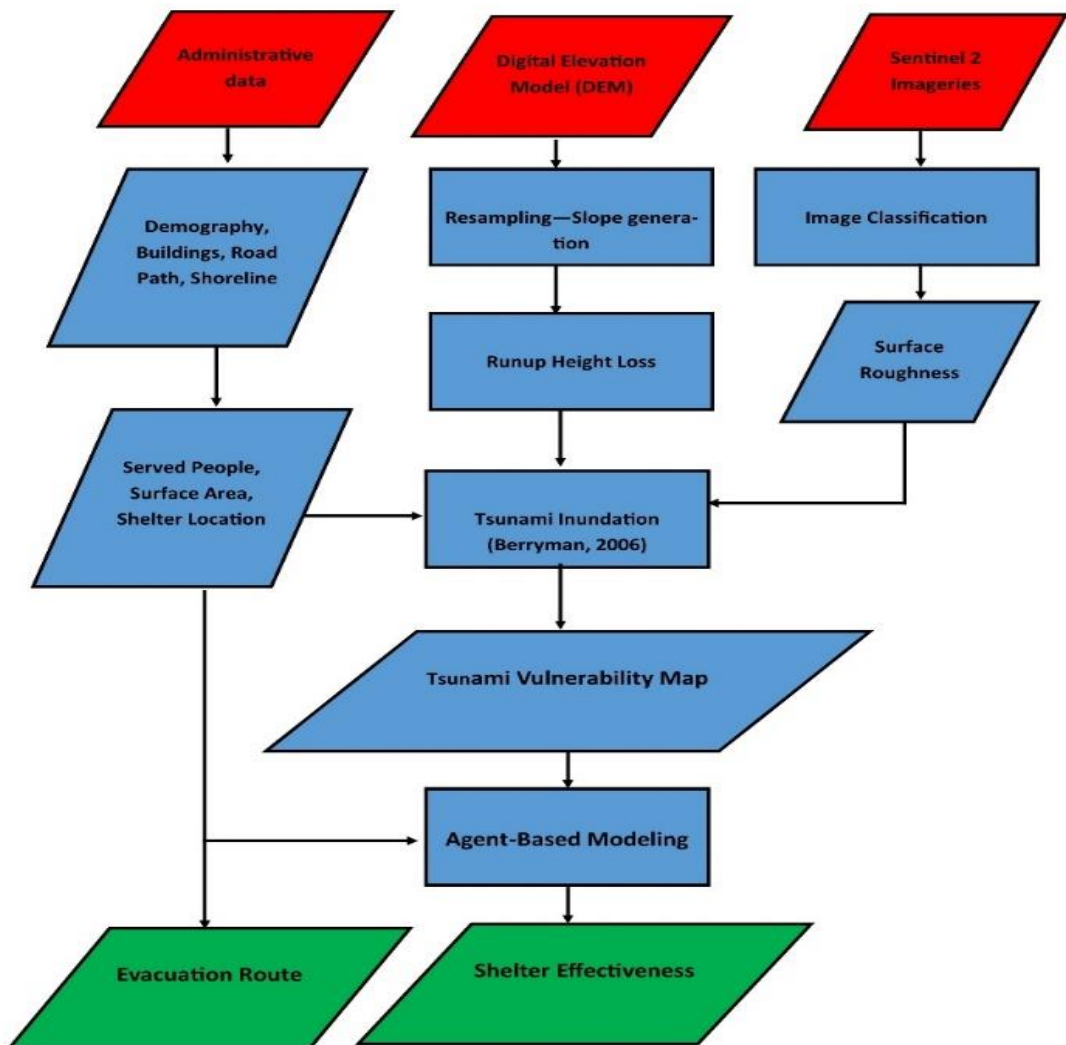 Administrative
data
Digital Elevation
Model (DEM)
Sentinel 2
Imageries
Demography,
Buildings, Road
Path, Shoreline
Resampling—Slope genera-
tion
Image Classification
Runup Height Loss
Surface
Roughness
Served People,
Surface Area,
Shelter Location
Tsunami Inundation
(Berryman, 2006)
Tsunami Vulnerability Map
Agent-Based Modeling
Evacuation Route
Shelter Effectiveness